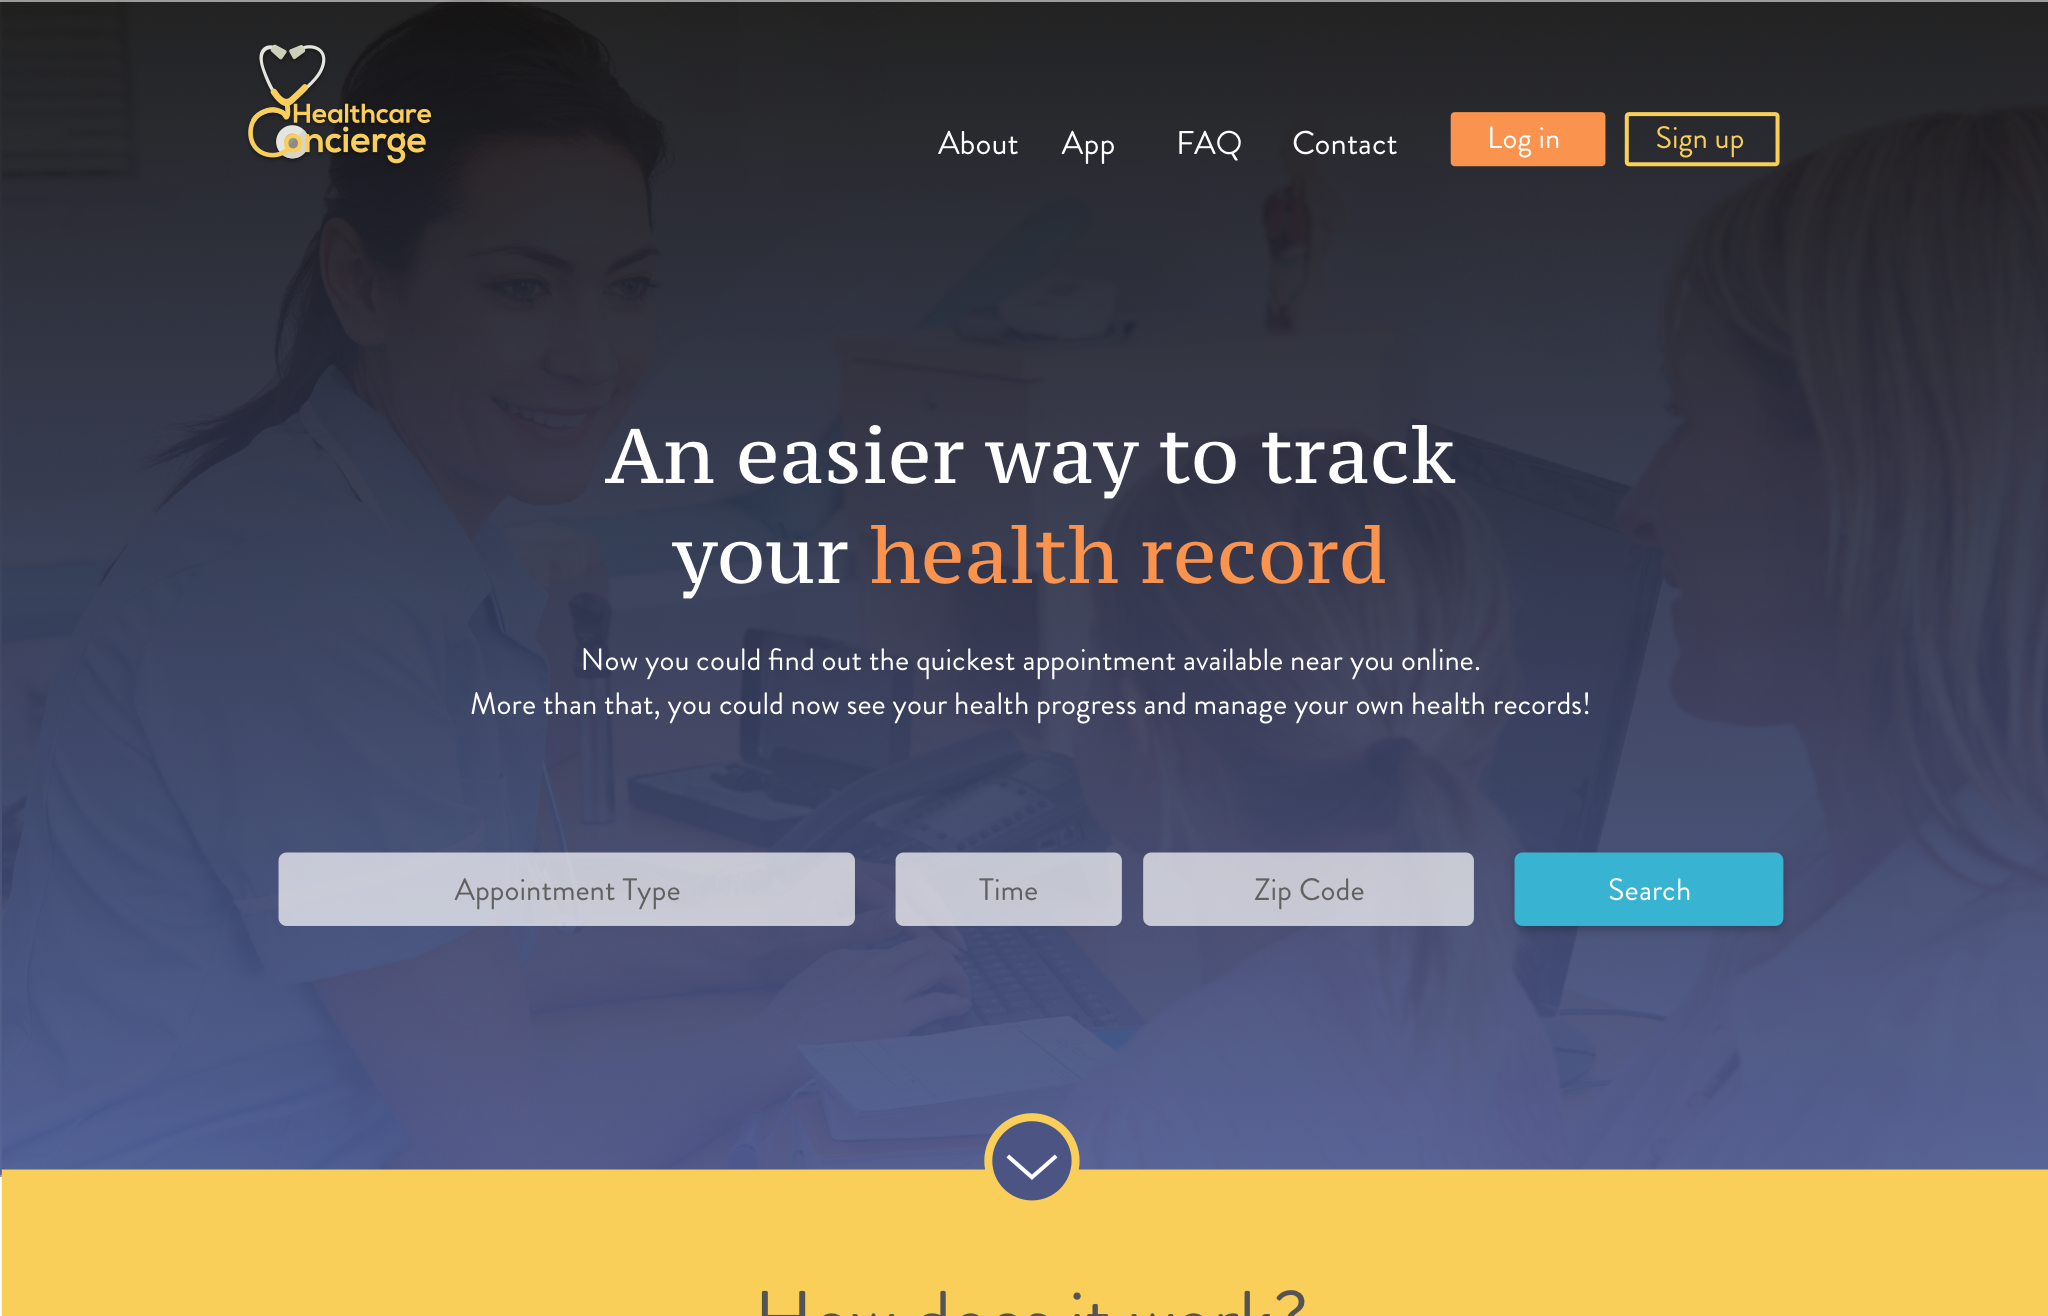 Healthcare
Concierge
About App FAQ Contact Log in Sign up
An easier way to track
your health record
Now you could find out the quickest appointment available near you online.
More than that, you could now see your health progress and manage your own health records!
Appointment Type Time Zip Code Search
How does it work?